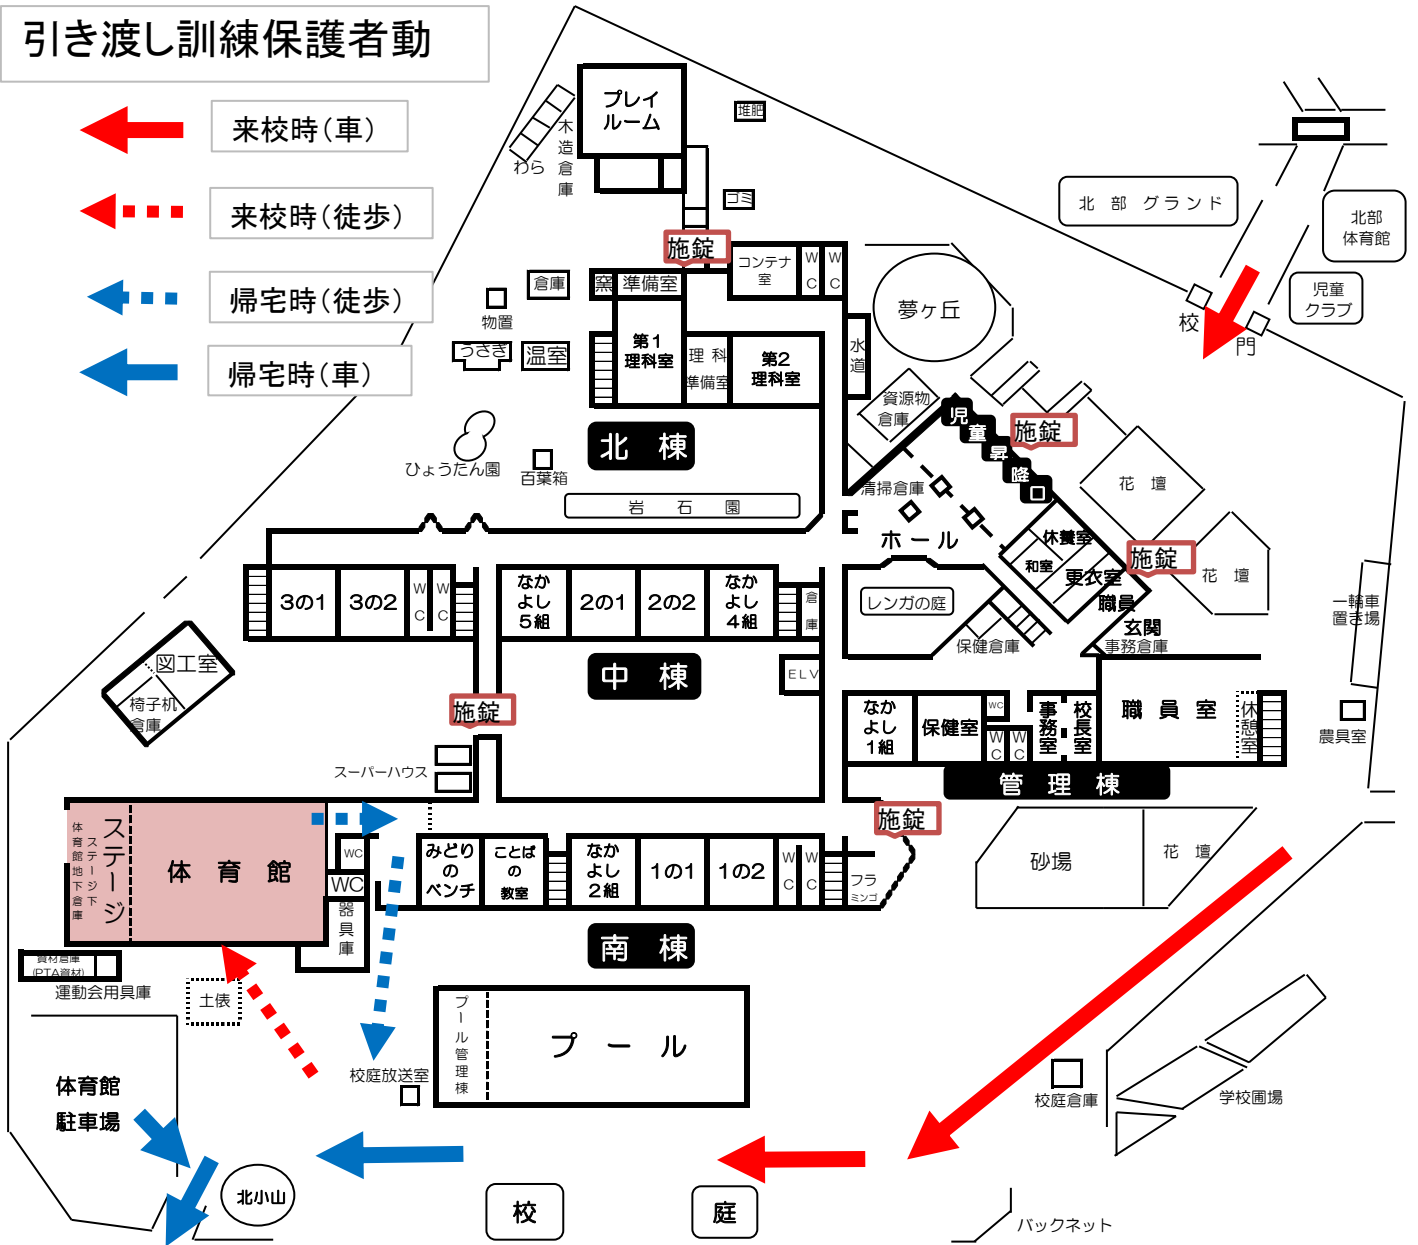 引き渡し訓練保護者動
来校時（車）
来校時（徒歩）
帰宅時（徒歩）
帰宅時（車）
プレイ
ルーム
木造倉庫
わら
堆肥
ゴミ
施錠
コンテナ
室
WC
WC
倉庫
窯
準備室
物置
うさぎ
温室
第１
理科室
理科
準備室
第２
理科室
水道
夢ヶ丘
北部グランド
北部
体育館
児童
クラブ
校
門
資源物
倉庫
児童昇降口
施錠
花壇
北棟
ひょうたん園
百葉箱
岩石園
清掃倉庫
ホール
休養室
和室
更衣室
施錠
花壇
職員
玄関
事務倉庫
レンガの庭
保健倉庫
一輪車
置き場
3の1
3の2
WC
WC
なか
よし
５組
2の1
2の2
なか
よし
４組
倉庫
ELV
中棟
図工室
椅子机
倉庫
施錠
スーパーハウス
なか
よし
1組
保健室
WC
WC
WC
事務室
校長室
職員室
休憩室
農具室
管理棟
施錠
体育館地下倉庫
ステージ下
ステージ
体育館
WC
WC
器具庫
みどり
の
ベンチ
ことば
の
教室
なか
よし
２組
1の1
1の2
WC
WC
フラ
ミンゴ
砂場
花壇
南棟
資材倉庫
(PTA資材)
運動会用具庫
土俵
プール管理棟
プール
校庭放送室
校庭倉庫
学校圃場
体育館
駐車場
北小山
校
庭
バックネット